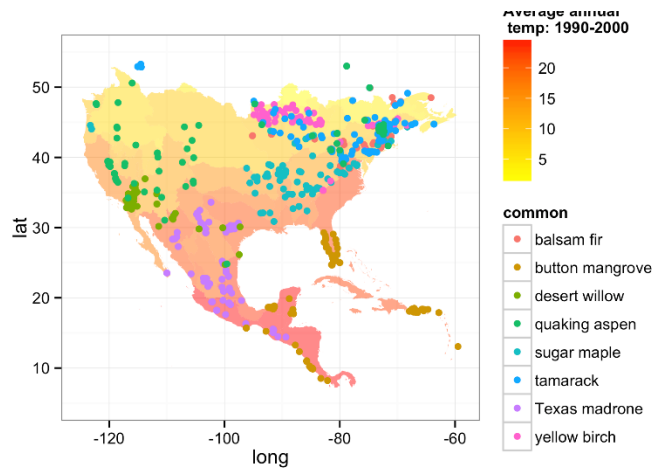 Average annual
temp: 1990-2000
20
15
10
5
common
balsam fir
button mangrove
desert willow
quaking aspen
sugar maple
tamarack
Texas madrone
yellow birch
50
40
30
20
10
lat
-120
-100
-80
-60
long